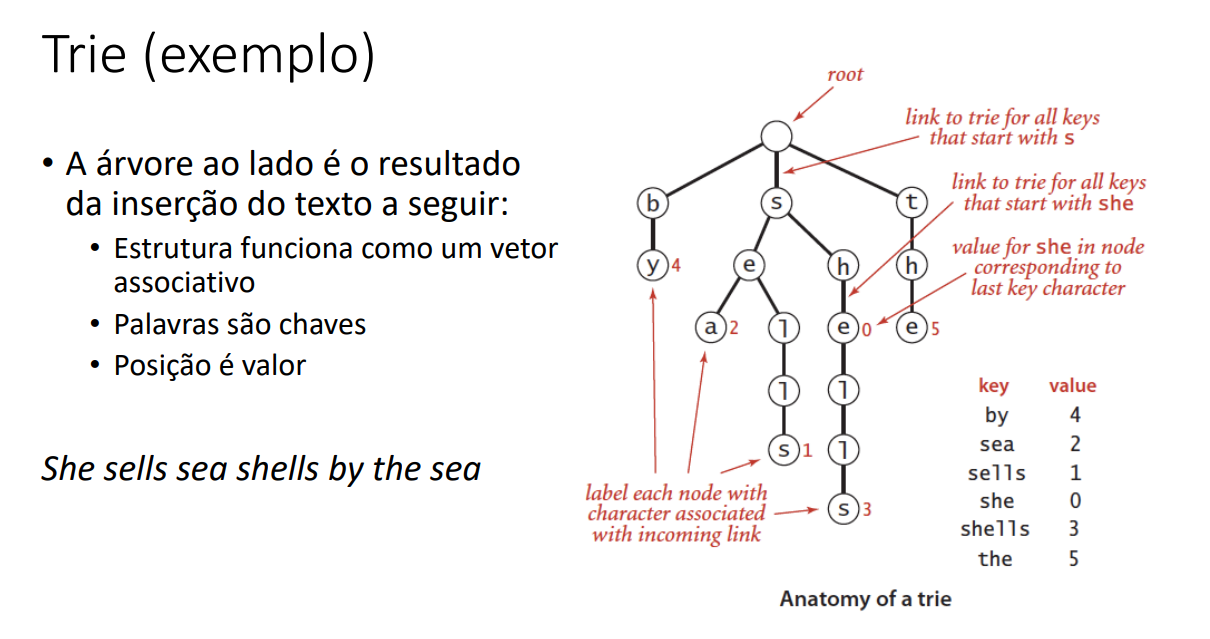 Trie (exemplo)
• A árvore ao lado é o resultado
da inserção do texto a seguir:
• Estrutura funciona como um vetor
associativo
• Palavras são chaves
• Posição é valor
She sells sea shells by the sea
root
link to trie for all keys
that start with s
link to trie for all keys
that start with she
value for she in node
corresponding to
last key character
b s t
y 4 e h h
a 2 l e 0 e 5
l l
s 1 l
s 3
label each node with
character associated
with incoming link
key value
by 4
sea 2
sells 1
she 0
shells 3
the 5
Anatomy of a trie